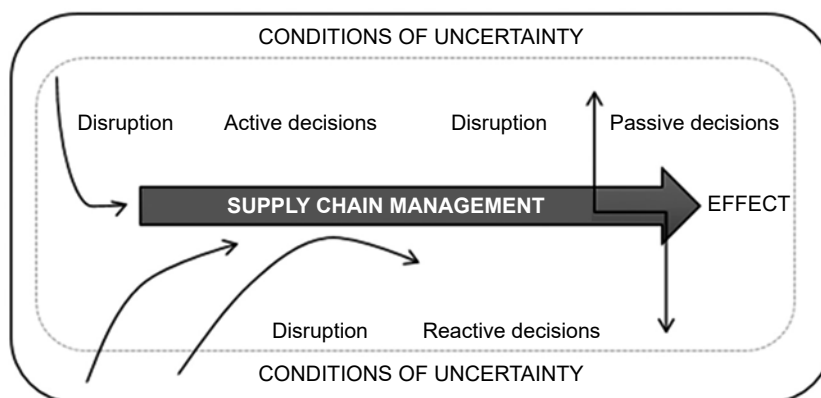 CONDITIONS OF UNCERTAINTY
Disruption Active decisions Disruption Passive decisions
SUPPLY CHAIN MANAGEMENT EFFECT
Disruption Reactive decisions
CONDITIONS OF UNCERTAINTY